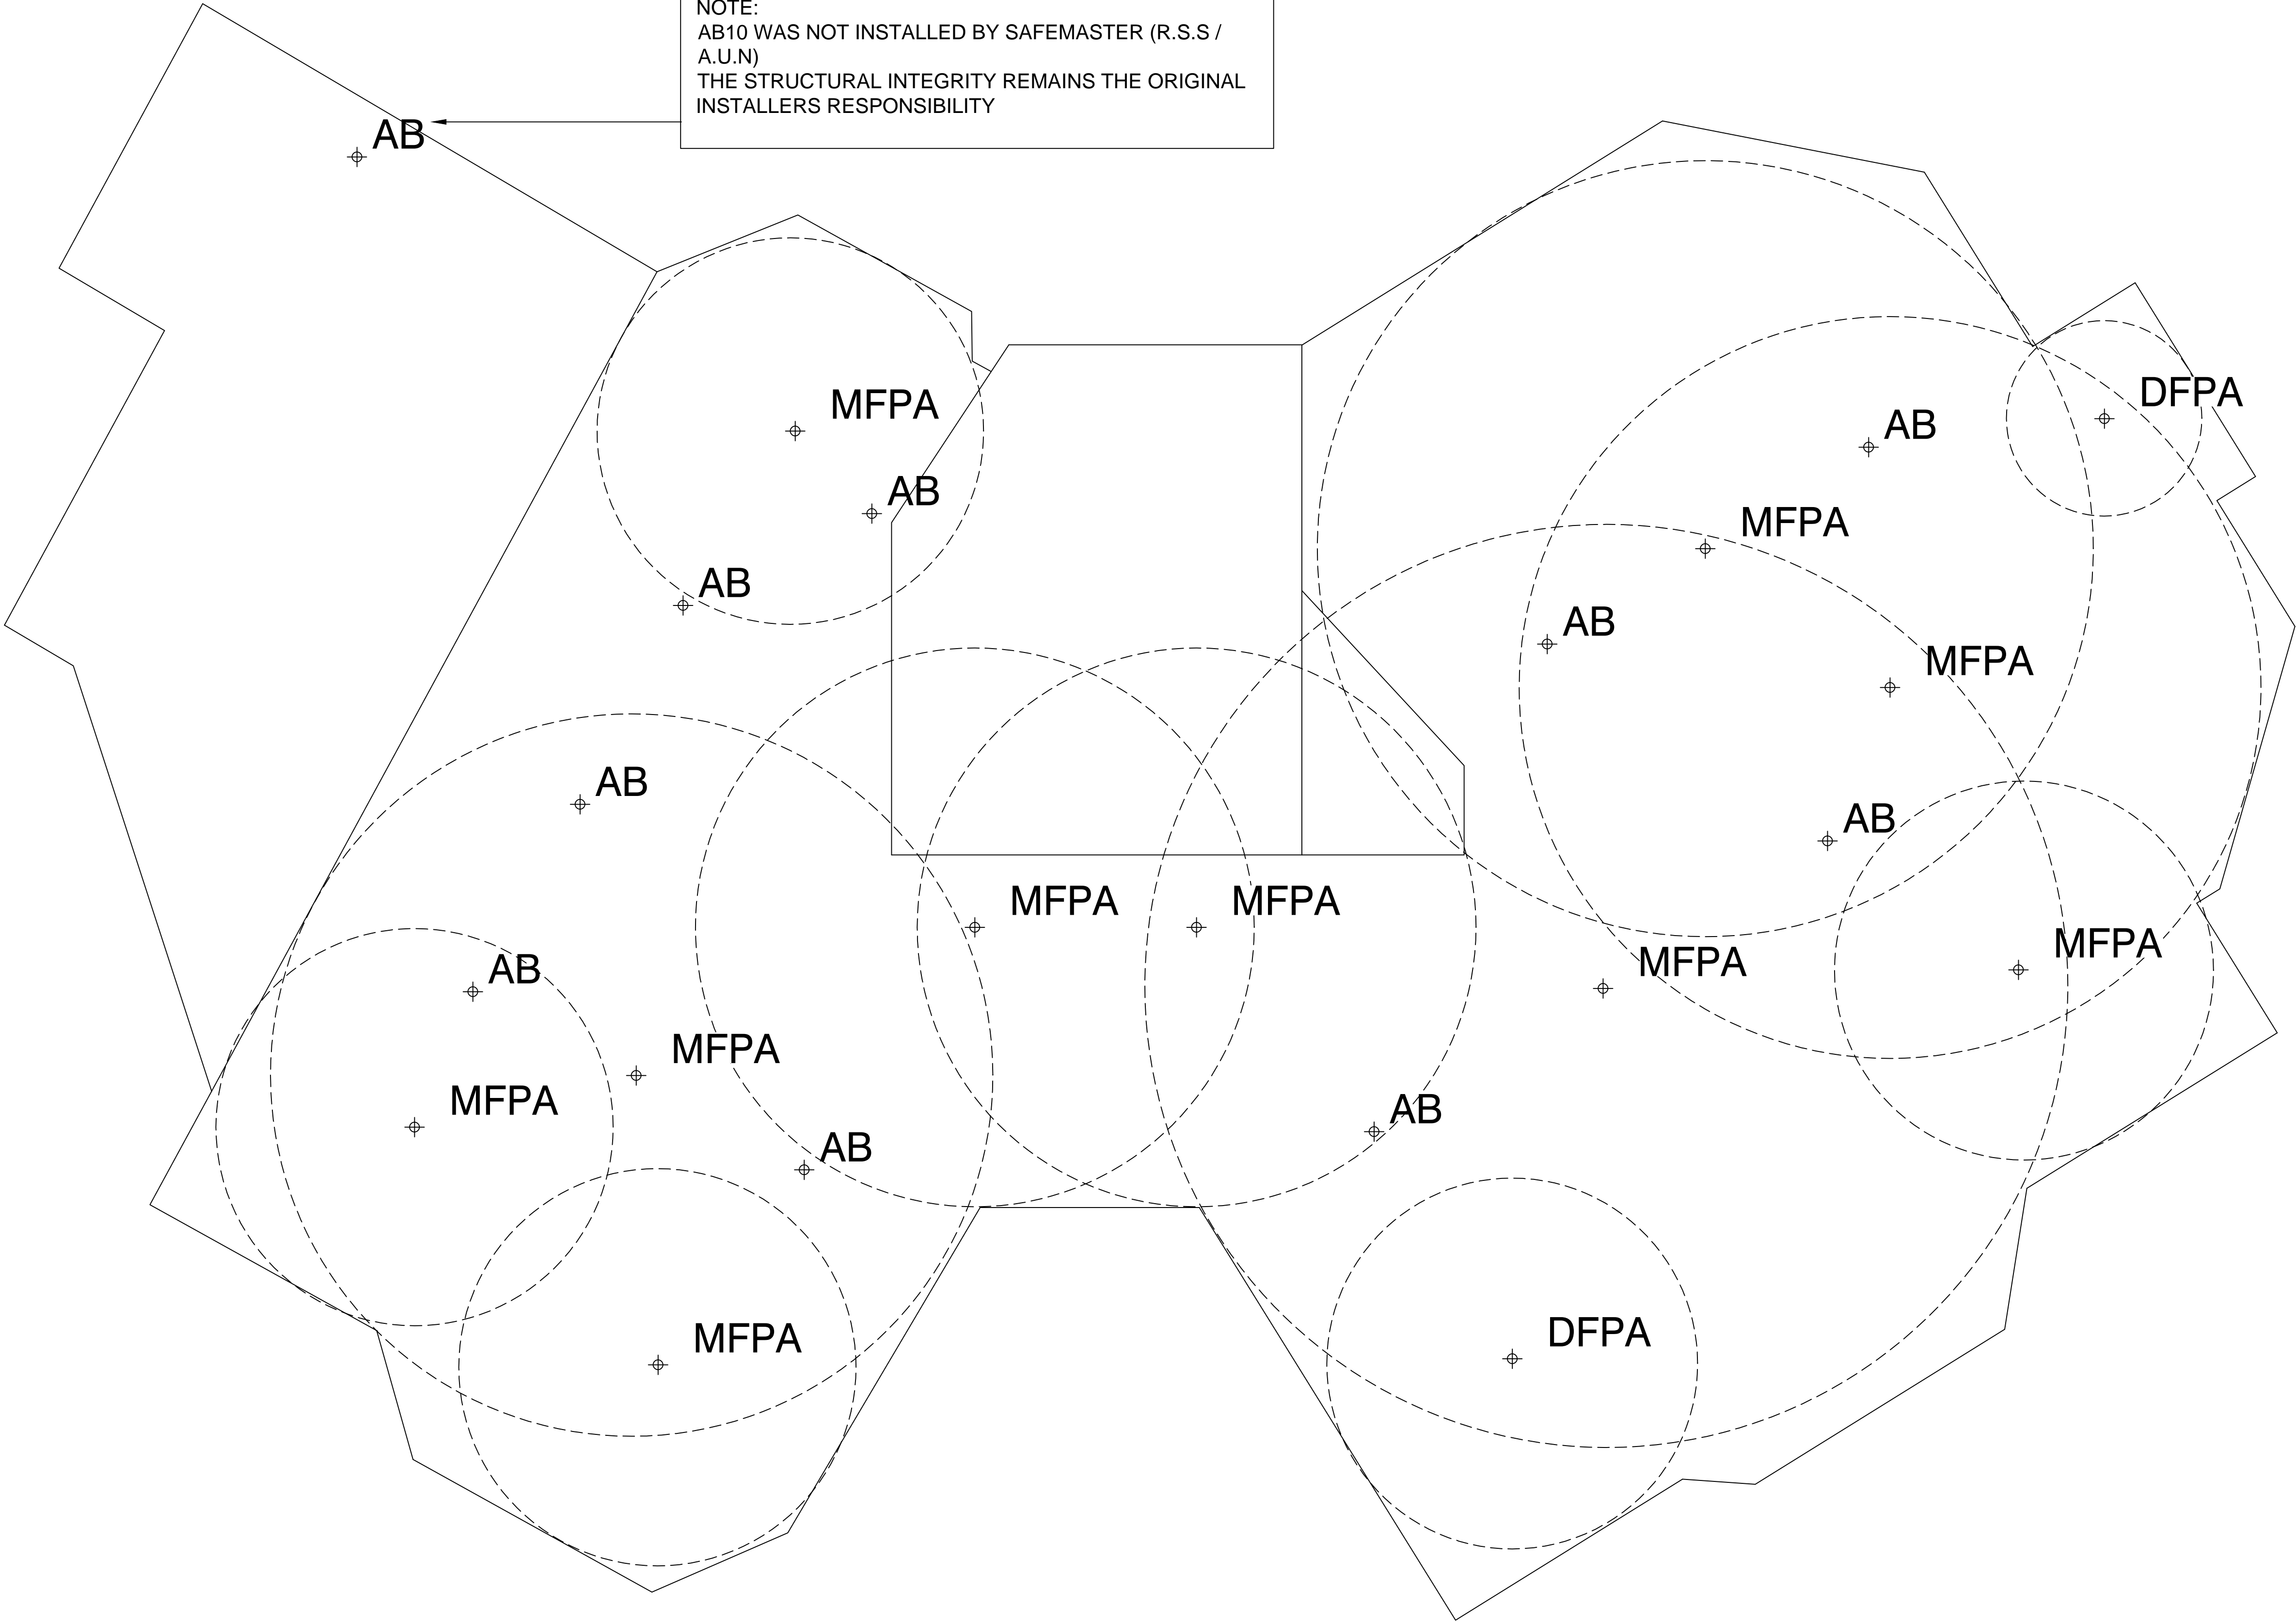 NOTE:
AB10 WAS NOT INSTALLED BY SAFEMASTER (R.S.S /
A.U.N)
THE STRUCTURAL INTEGRITY REMAINS THE ORIGINAL
INSTALLERS RESPONSIBILITY
AB
MFPA
DFPA
AB
AB
MFPA
AB
AB
MFPA
AB
AB
MFPA
MFPA
MFPA
MFPA
AB
MFPA
MFPA
AB
AB
DFPA
MFPA